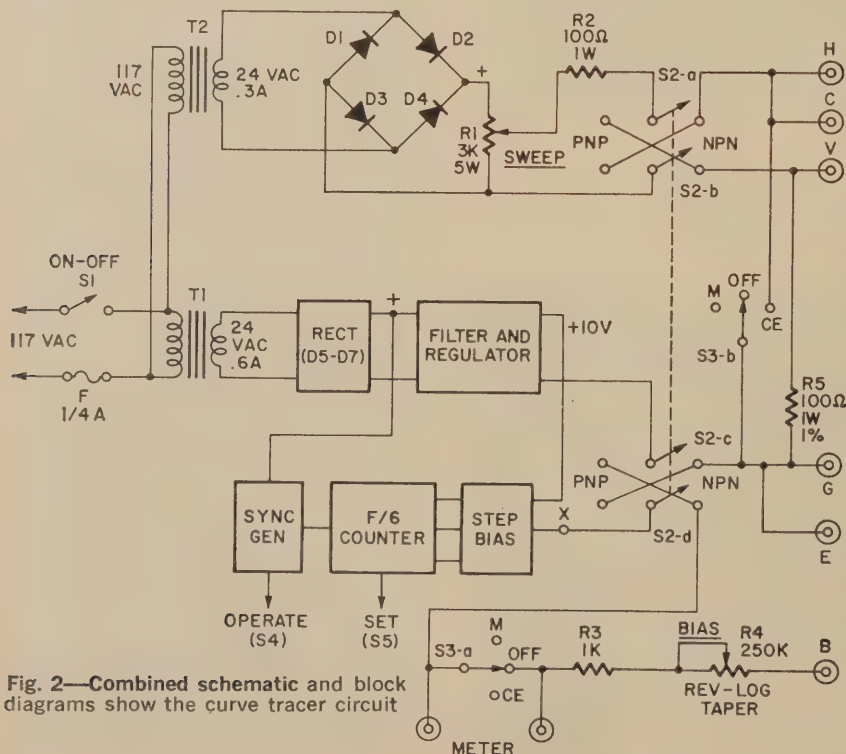 T2
117
VAC
24 VAC
.3A
D1
D2
D3
D4
+
R1
3K
5W
SWEEP
R2
100Ω
1W
S2-a
PNP
NPN
S2-b
H
C
V
ON-OFF
S1
117 VAC
F
1/4 A
T1
24
VAC
.6A
RECT
(D5-D7)
+
FILTER AND
REGULATOR
+10V
M
OFF
CE
S3-b
R5
100Ω
1W
1%
S2-c
PNP
NPN
S2-d
G
E
SYNC
GEN
F/6
COUNTER
STEP
BIAS
X
OPERATE
(S4)
SET
(S5)
M
S3-a
OFF
CE
R3
1K
BIAS
R4
250K
REV-LOG
TAPER
B
METER
Fig. 2—Combined schematic and block
diagrams show the curve tracer circuit